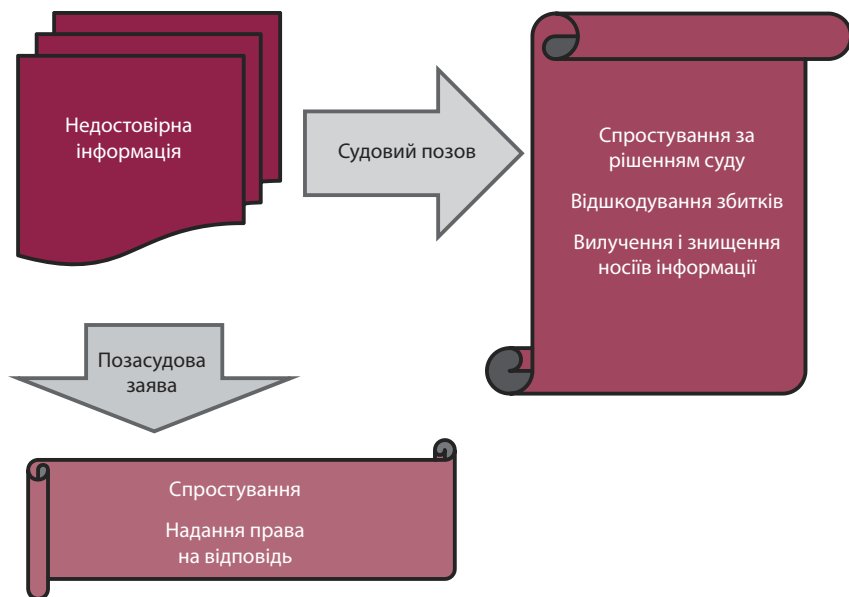 Недостовірна
інформація
Судовий позов
Спростування за
рішенням суду
Відшкодування збитків
Вилучення і знищення
носіїв інформації
Позасудова
заява
Спростування
Надання права
на відповідь